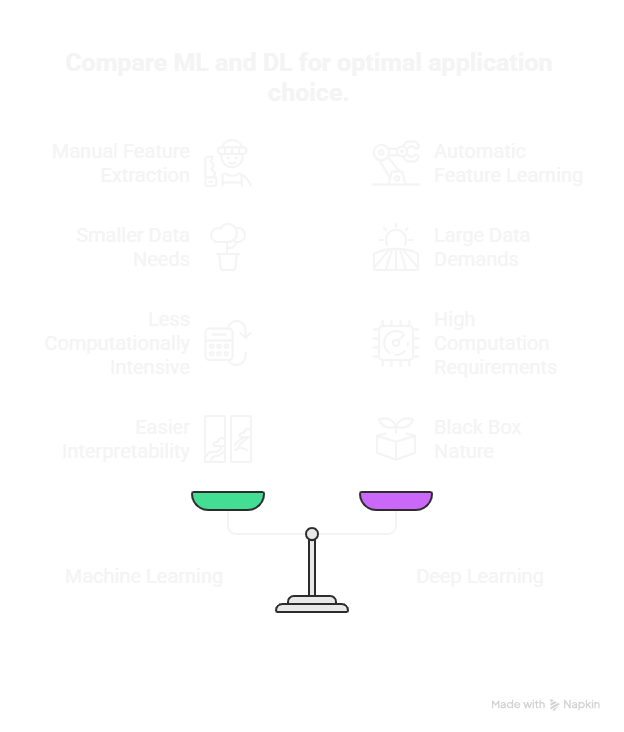 Compare ML and DL for optimal application
choice.
Manual Feature
Extraction
Automatic
Feature Learning
Smaller Data
Needs
Large Data
Demands
Less
Computationally
Intensive
High
Computation
Requirements
Easier
Interpretability
Black Box
Nature
Machine Learning
Deep Learning
Made with Napkin